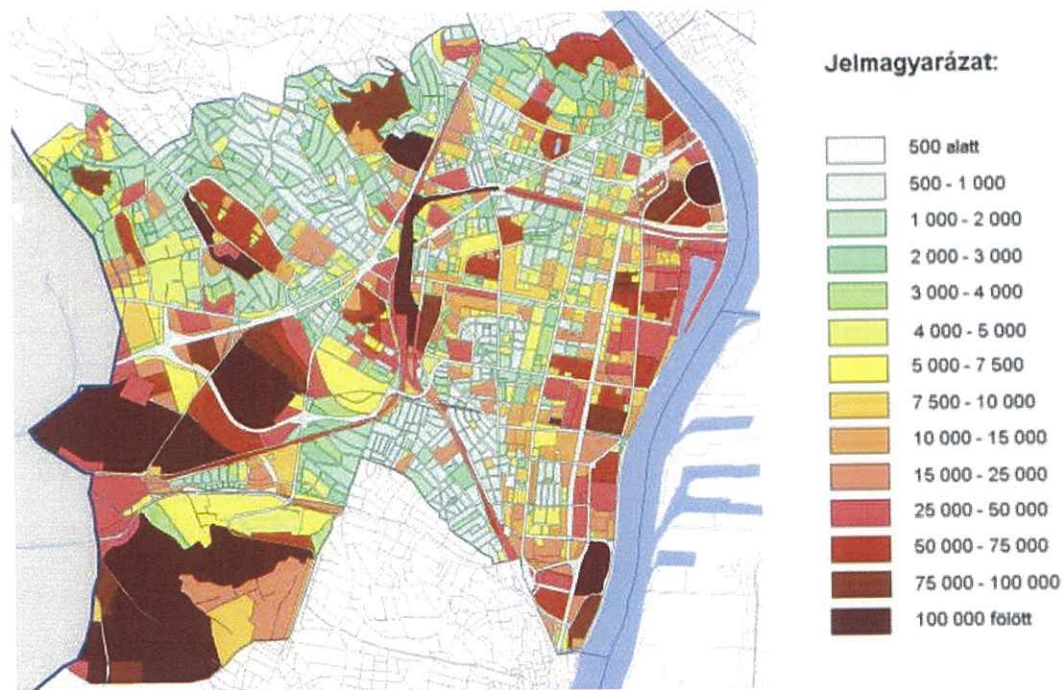 Jelmagyarázat:
500 alatt
500 - 1 000
1 000 - 2 000
2 000 - 3 000
3 000 - 4 000
4 000 - 5 000
5 000 - 7 500
7 500 - 10 000
10 000 - 15 000
15 000 - 25 000
25 000 - 50 000
50 000 - 75 000
75 000 - 100 000
100 000 fölött